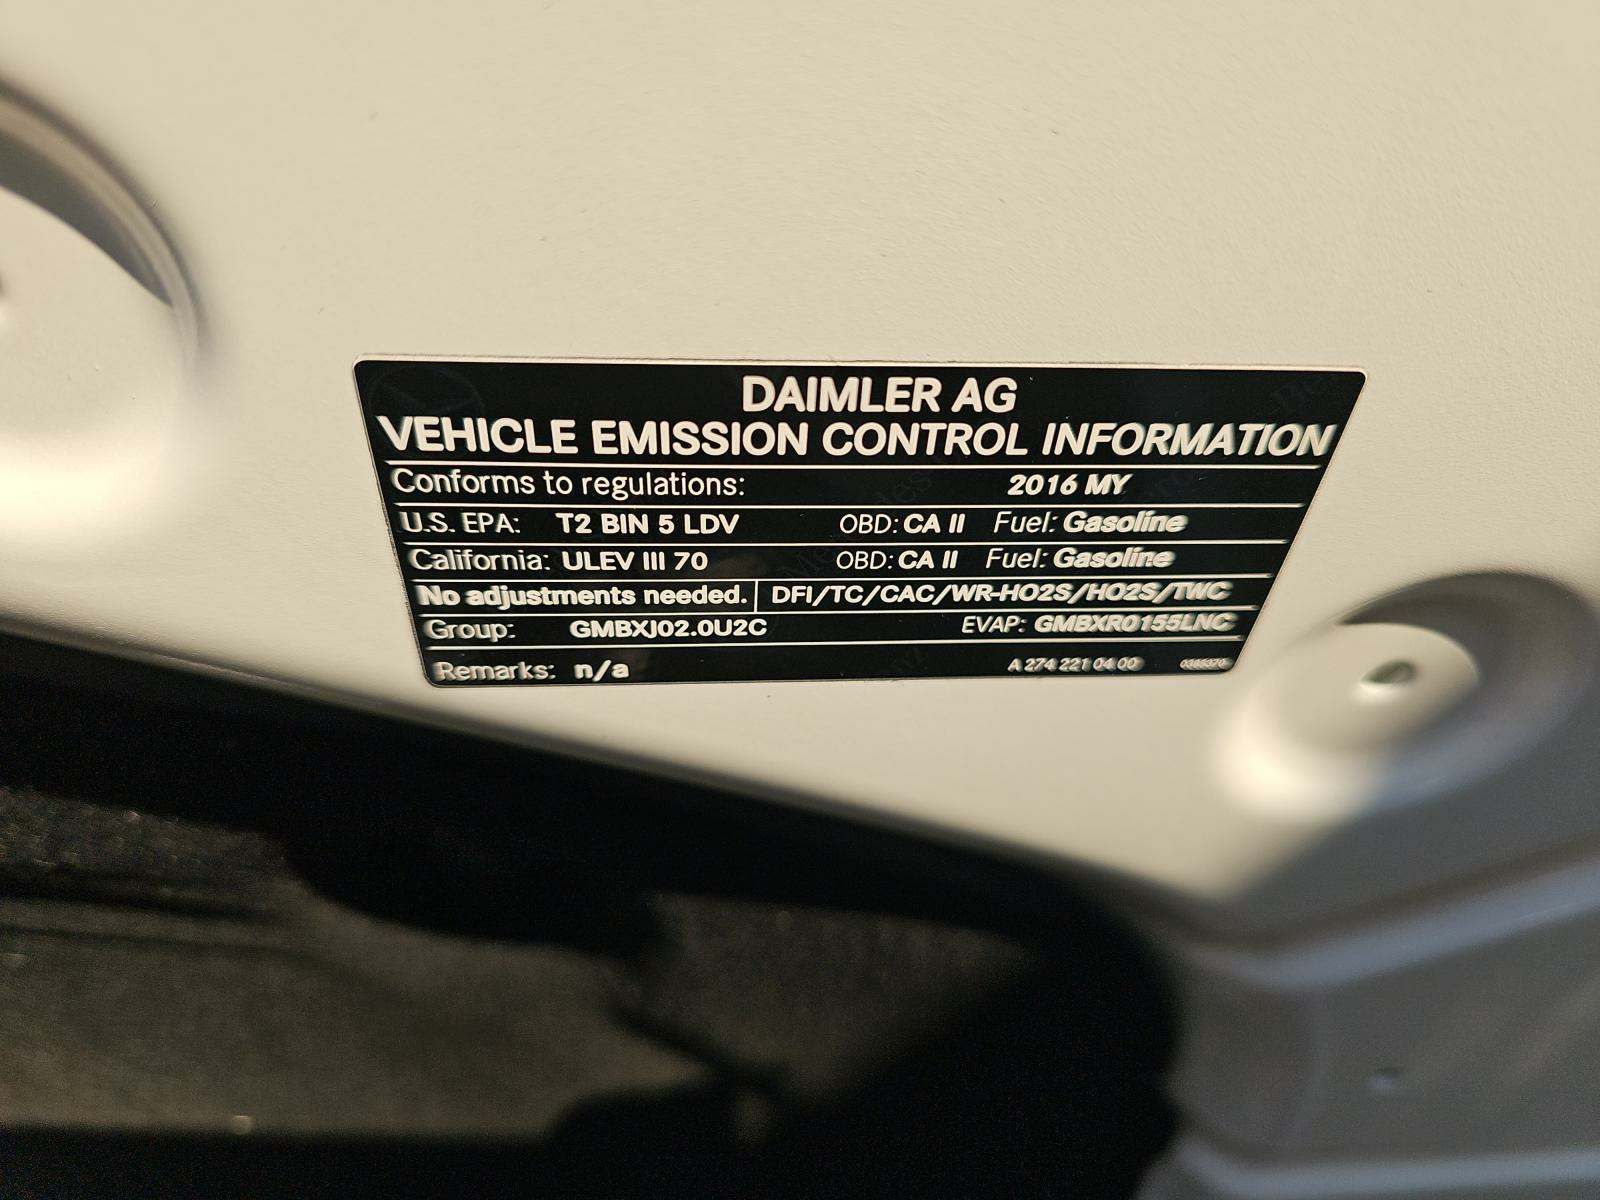 DAIMLER AG
VEHICLE EMISSION CONTROL INFORMATION
Conforms to regulations: 2016 MY
U.S. EPA: T2 BIN 5 LDV OBD: CA II Fuel: Gasoline
California: ULEV III 70 OBD: CA II Fuel: Gasoline
No adjustments needed. DFI/TC/CAC/WR-HO2S/HO2S/TWC
Group: GMBXJ02.0U2C EVAP: GMBXR0155LNC
Remarks: n/a A 274 221 04 00